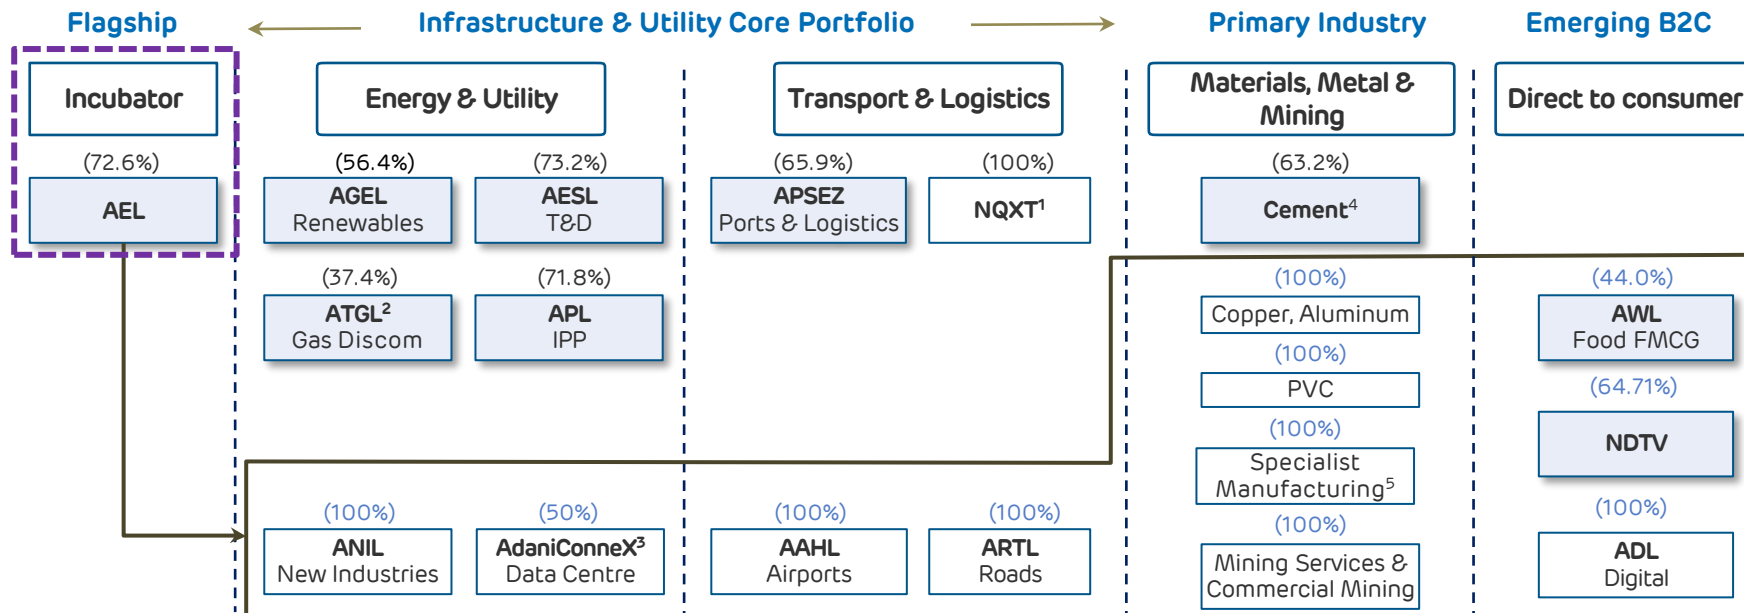 Flagship
Infrastructure & Utility Core Portfolio
Primary Industry
Emerging B2C
Incubator
Energy & Utility
Transport & Logistics
Materials, Metal &
Mining
Direct to consumer
(72.6%)
AEL
(56.4%)
AGEL
Renewables
(73.2%)
AESL
T&D
(65.9%)
APSEZ
Ports & Logistics
(100%)
NQXT¹
(63.2%)
Cement⁴
(37.4%)
ATGL²
Gas Discom
(71.8%)
APL
IPP
(100%)
Copper, Aluminum
(100%)
PVC
(100%)
Specialist
Manufacturing⁵
(100%)
Mining Services &
Commercial Mining
(44.0%)
AWL
Food FMCG
(64.71%)
NDTV
(100%)
ADL
Digital
(100%)
ANIL
New Industries
(50%)
AdaniConneX³
Data Centre
(100%)
AAHL
Airports
(100%)
ARTL
Roads